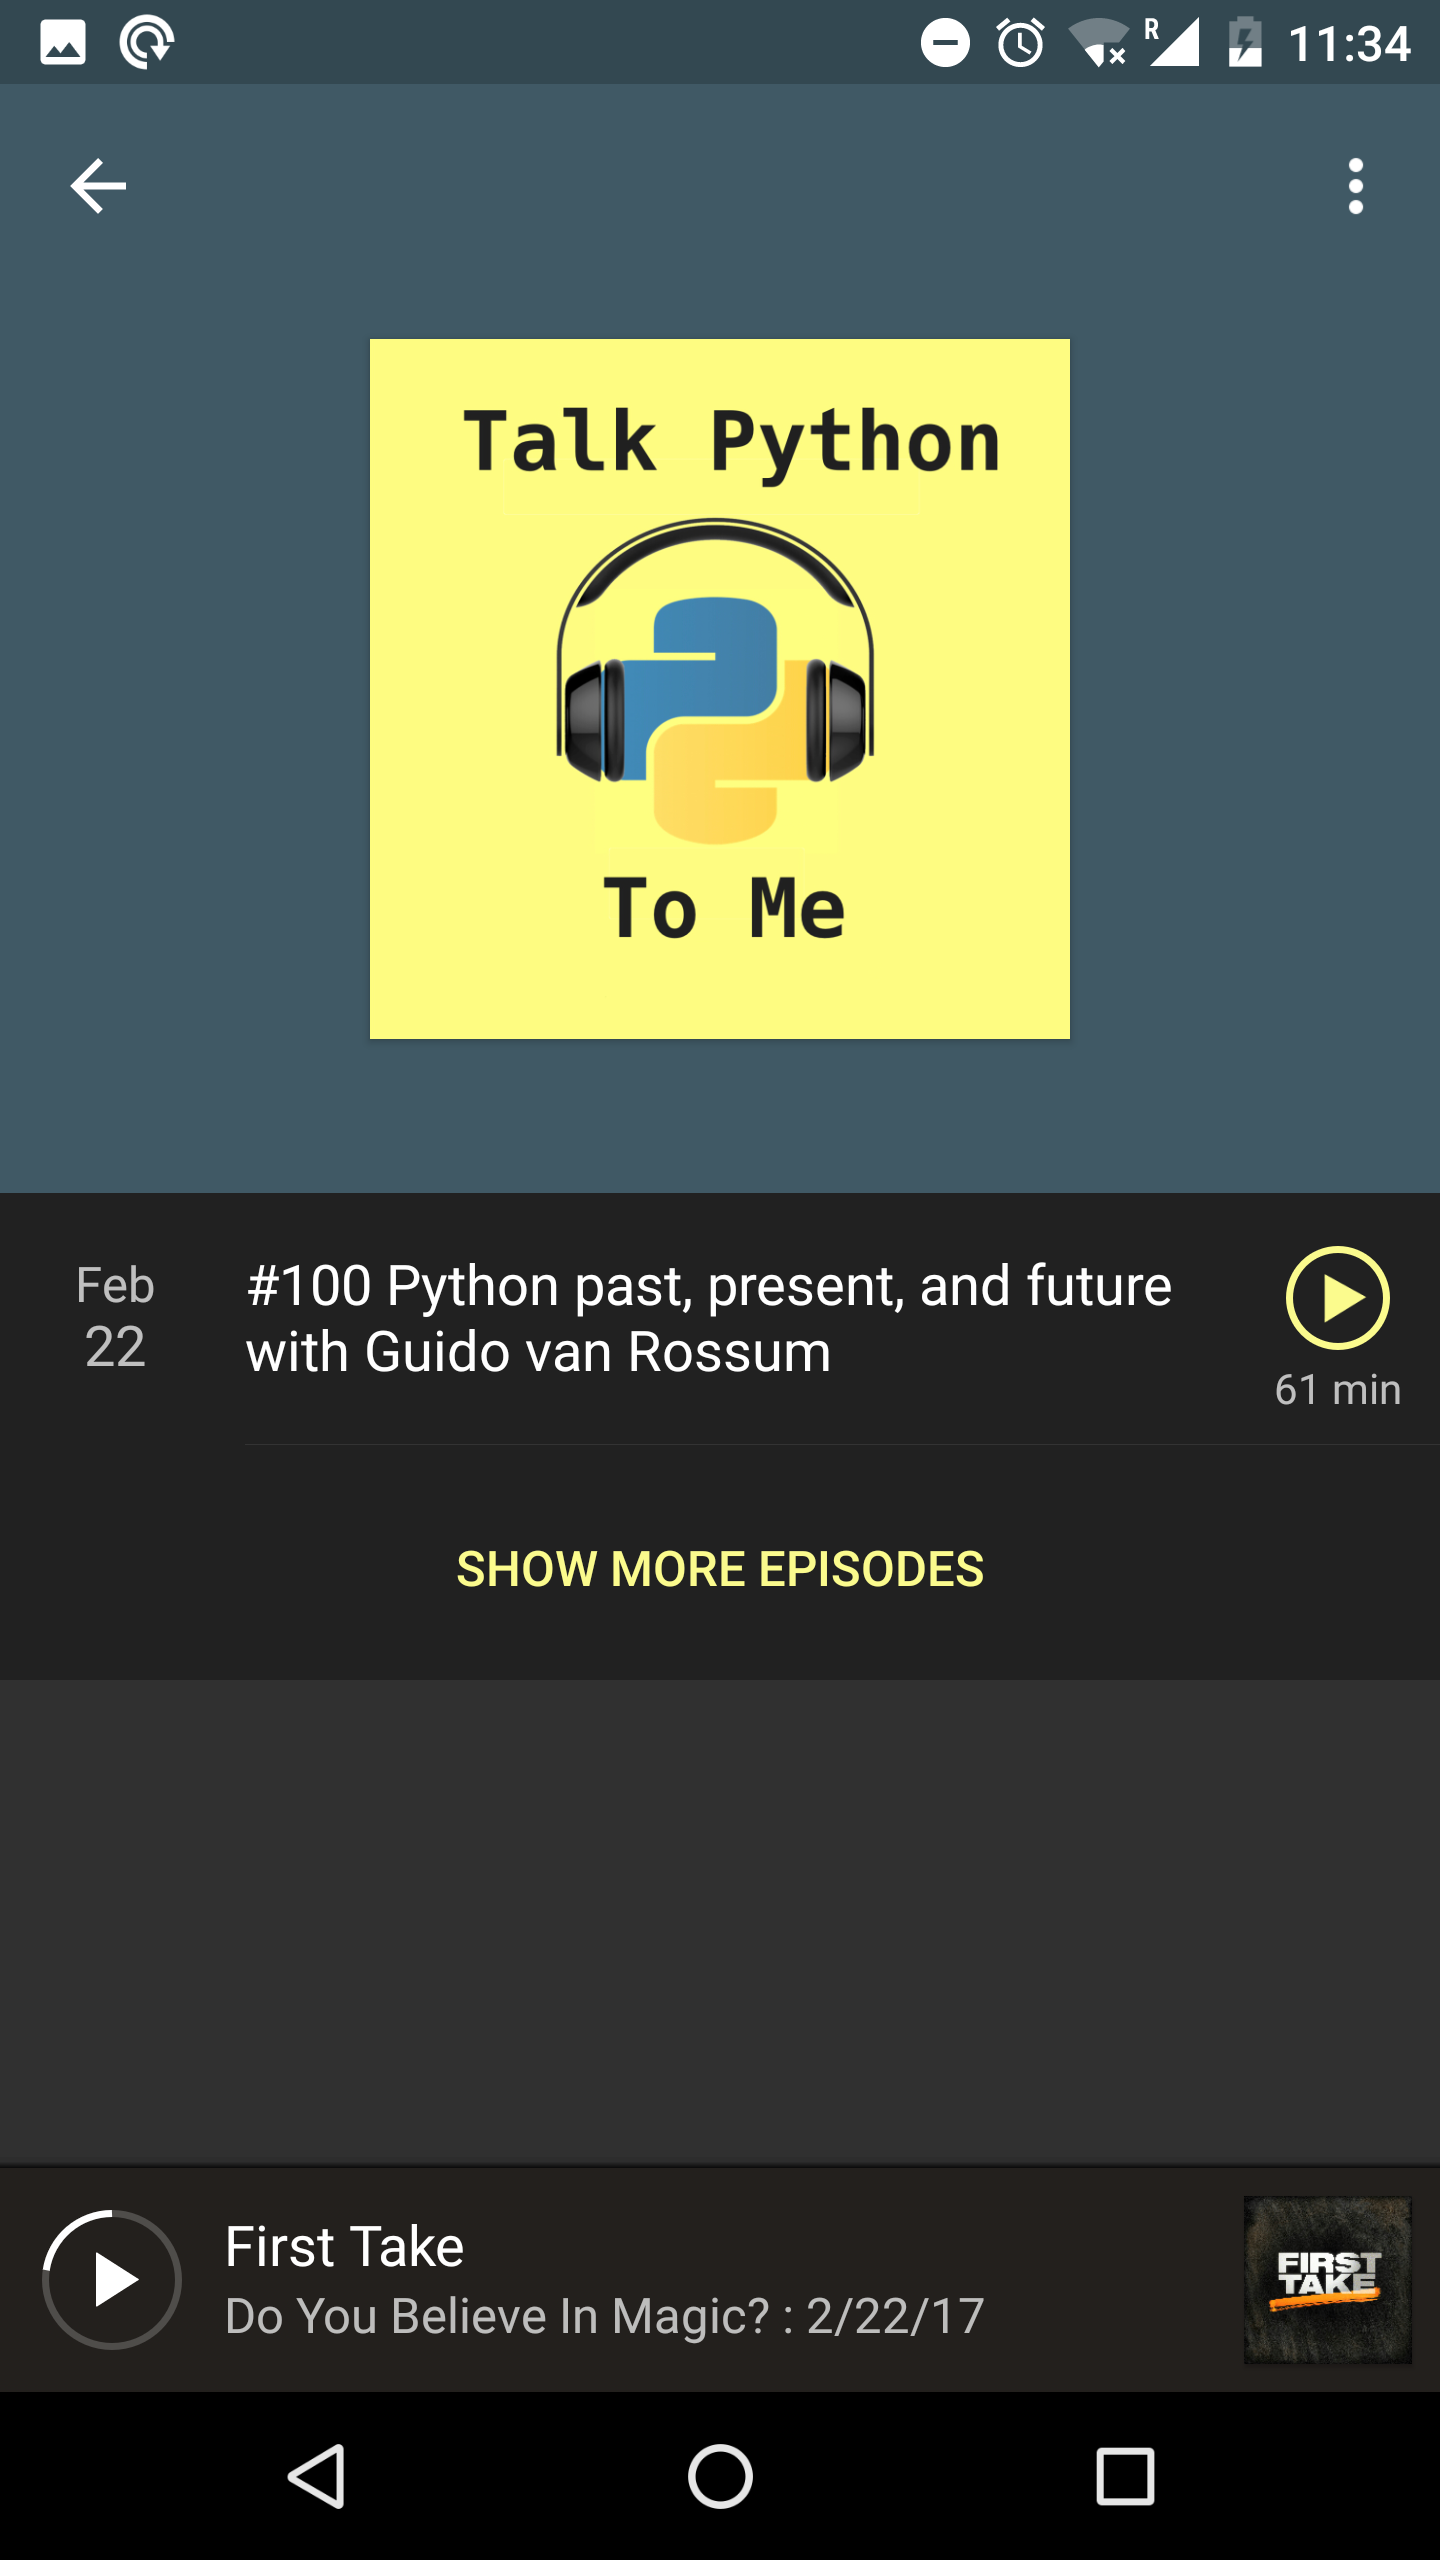 R 11:34
Talk Python
To Me
Feb
22
#100 Python past, present, and future
with Guido van Rossum
61 min
SHOW MORE EPISODES
First Take
Do You Believe In Magic? : 2/22/17
FIRST
TAKE